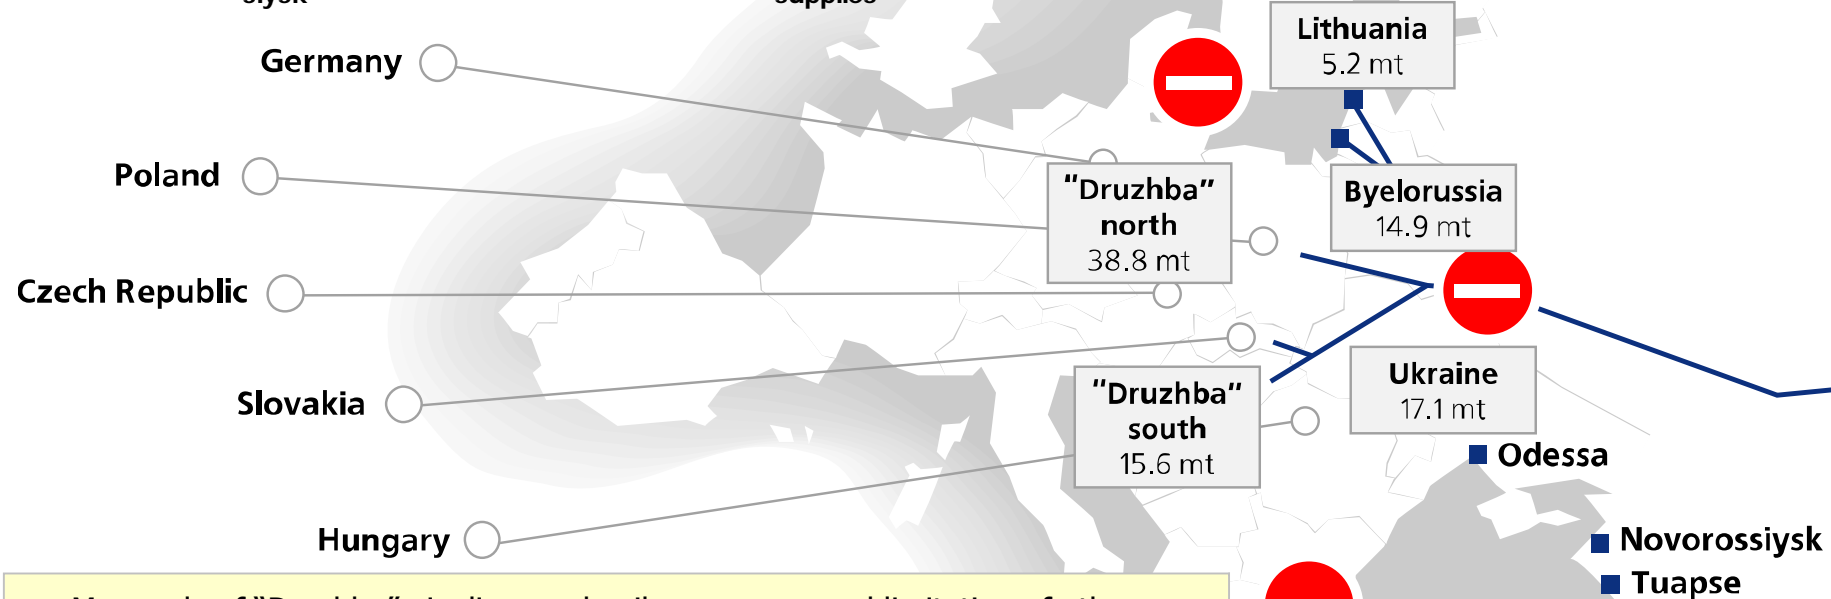 Lithuania
5.2 mt
Germany
Poland
"Druzhba"
north
38.8 mt
Byelorussia
14.9 mt
Czech Republic
Slovakia
"Druzhba"
south
15.6 mt
Ukraine
17.1 mt
Odessa
Hungary
Novorossiysk
Tuapse